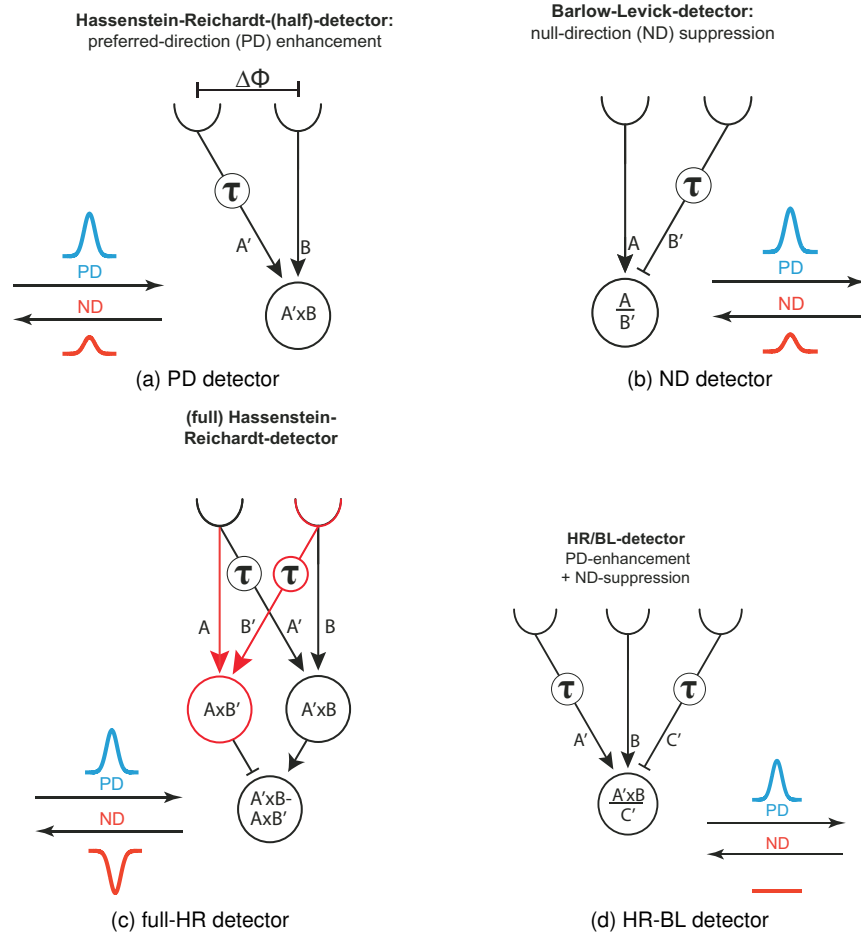 Hassenstein-Reichardt-(half)-detector:
preferred-direction (PD) enhancement
ΔΦ
τ
A'
B
A'xB
PD
ND
(a) PD detector
Barlow-Levick-detector:
null-direction (ND) suppression
τ
A
B'
A
B'
PD
ND
(b) ND detector
(full) Hassenstein-
Reichardt-detector
τ
τ
A
B'
A'
B
AxB'
A'xB
A'xB-
AxB'
PD
ND
(c) full-HR detector
HR/BL-detector
PD-enhancement
+ ND-suppression
τ
τ
A'
B
C'
A'xB
C'
PD
ND
(d) HR-BL detector